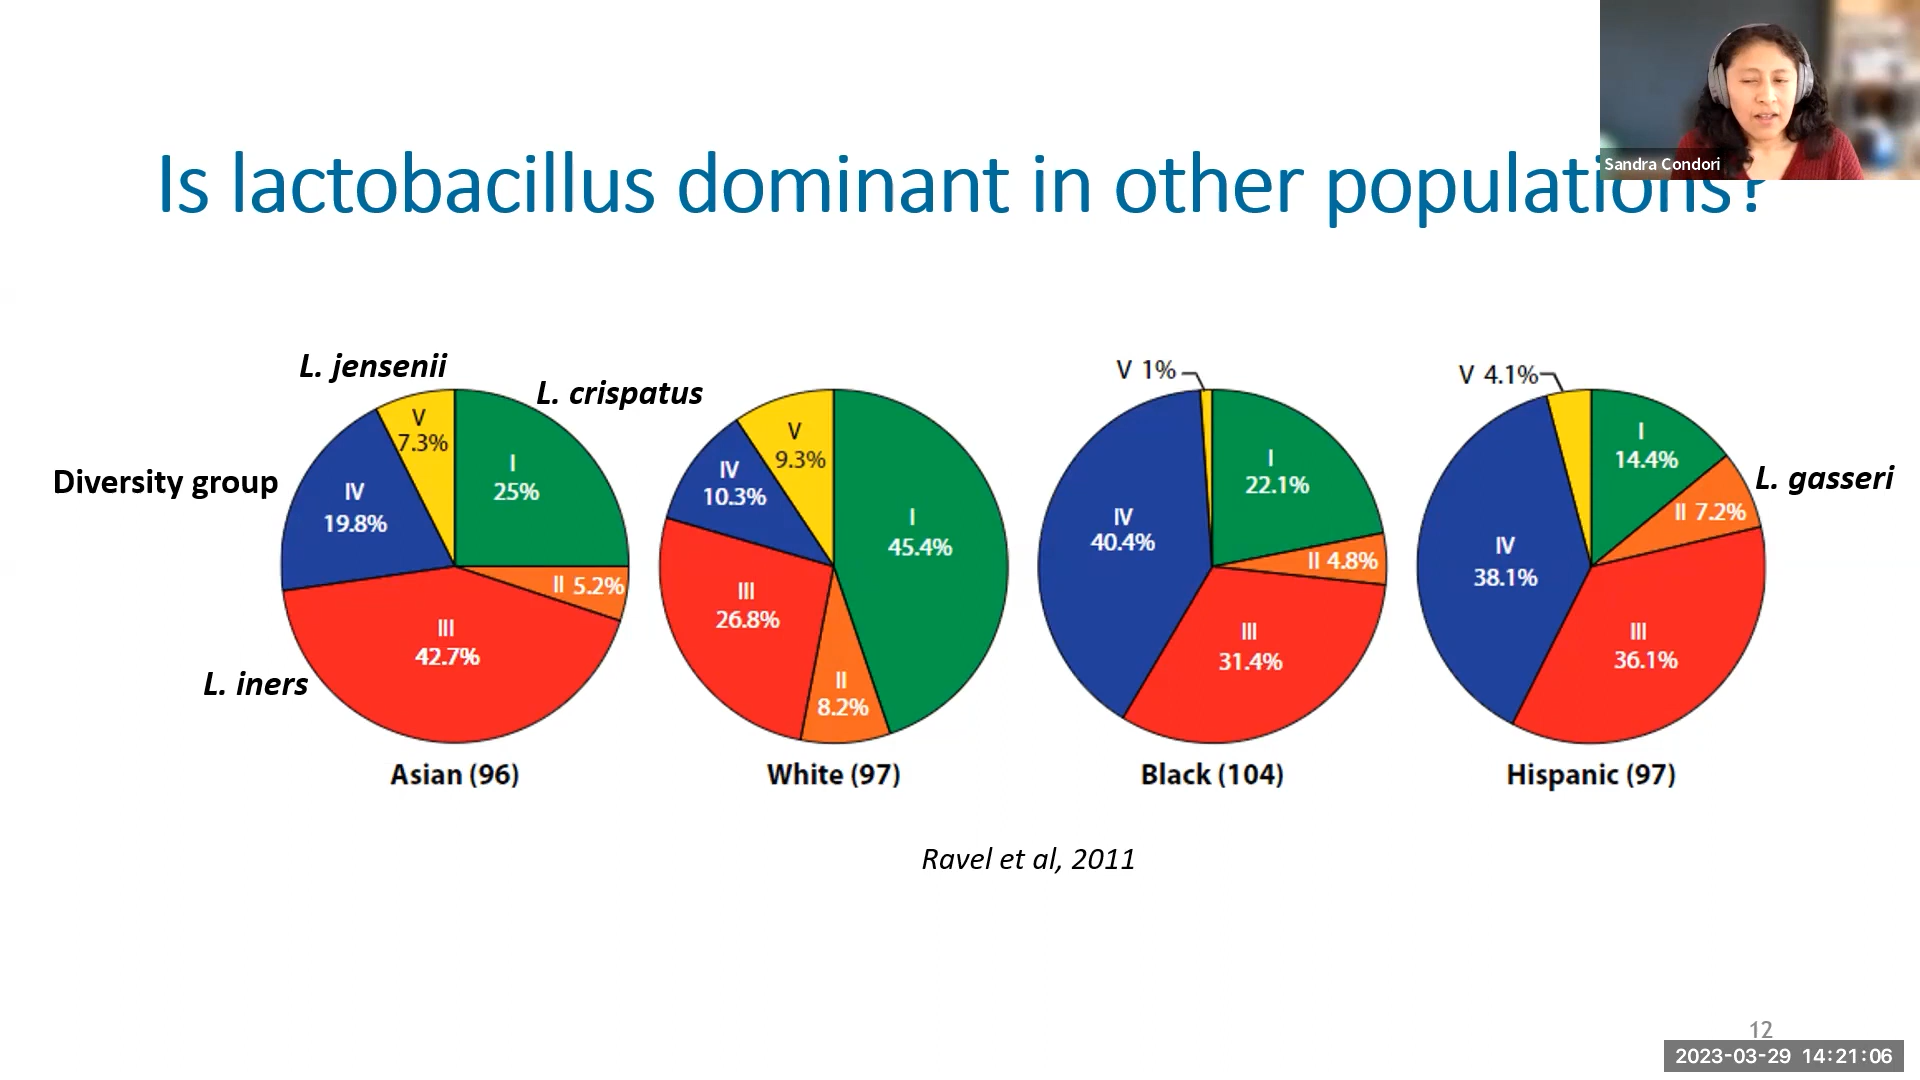 Sandra Condori
Is lactobacillus dominant in other populations?
L. jensenii
L. crispatus
Diversity group
L. iners
V
7.3%
I
25%
IV
19.8%
II 5.2%
III
42.7%
Asian (96)
V
9.3%
IV
10.3%
I
45.4%
III
26.8%
II
8.2%
White (97)
V 1%
I
22.1%
IV
40.4%
II 4.8%
III
31.4%
Black (104)
V 4.1%
I
14.4%
L. gasseri
II 7.2%
IV
38.1%
III
36.1%
Hispanic (97)
Ravel et al, 2011
12
2023-03-29 14:21:06